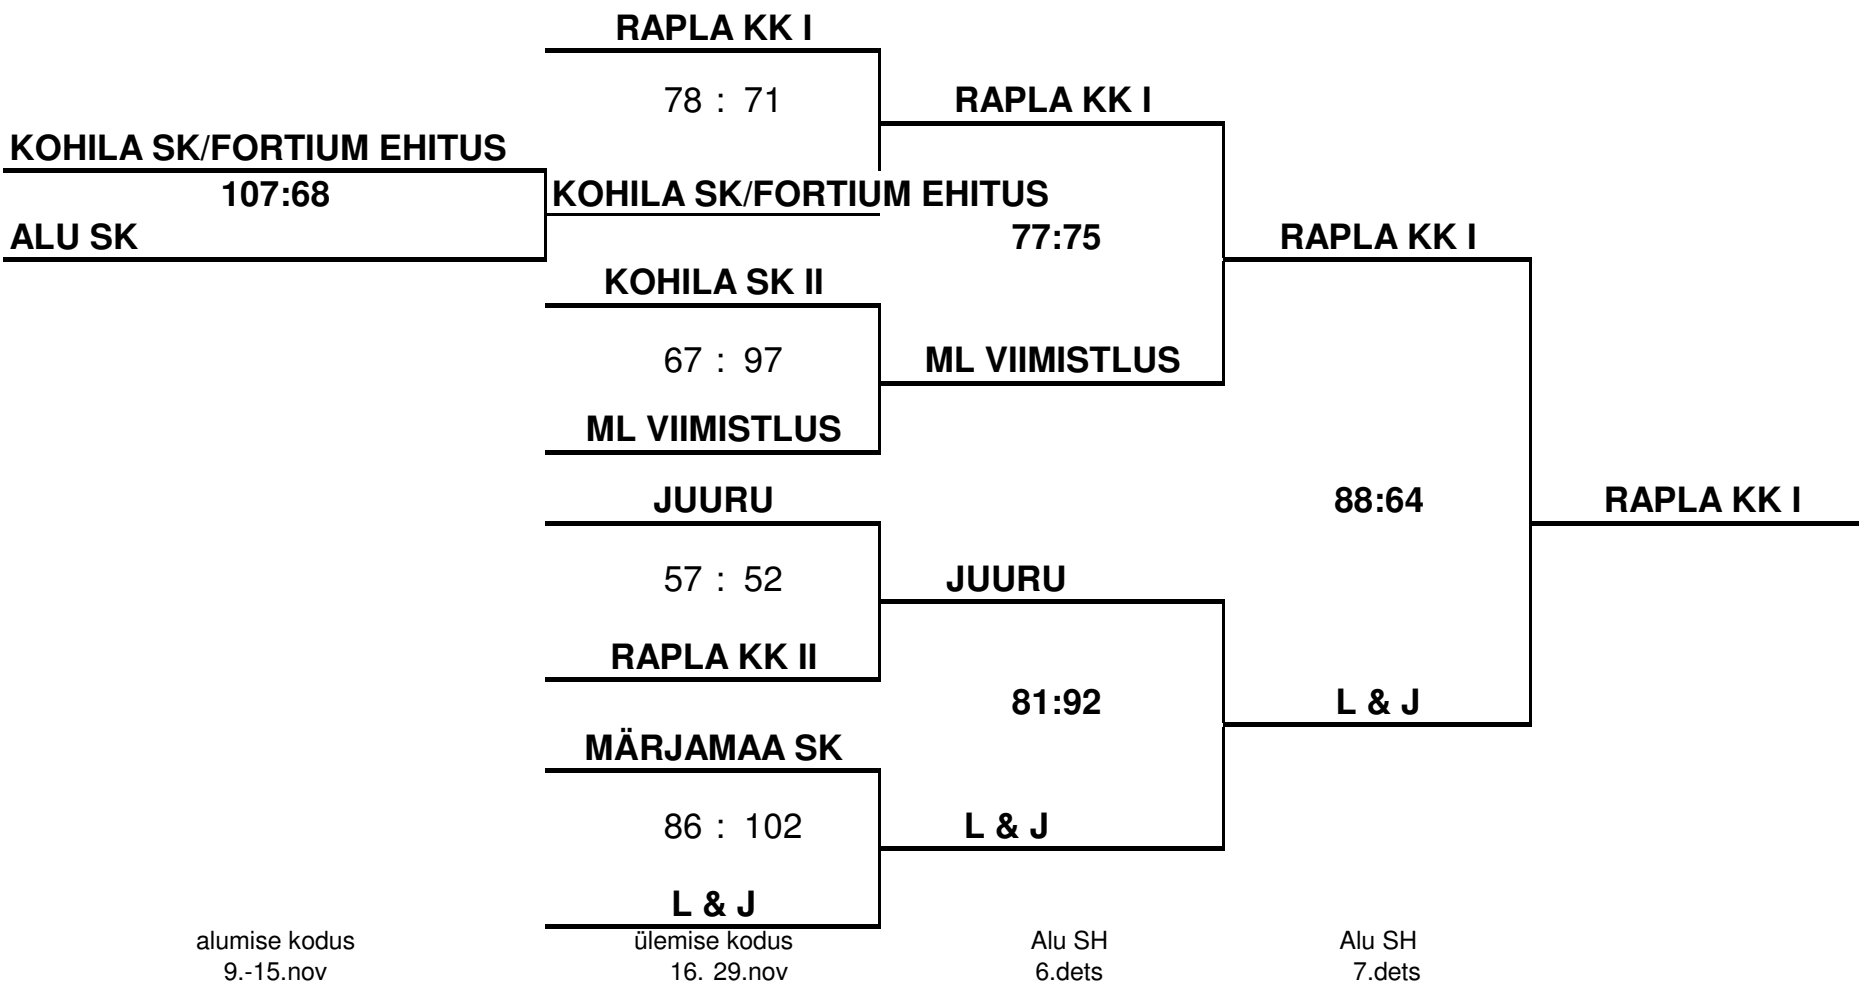 RAPLA KK I
78 : 71
RAPLA KK I
KOHILA SK/FORTIUM EHITUS
107:68
KOHILA SK/FORTIUM EHITUS
ALU SK
77:75
RAPLA KK I
KOHILA SK II
67 : 97
ML VIIMISTLUS
ML VIIMISTLUS
JUURU
88:64
RAPLA KK I
57 : 52
JUURU
RAPLA KK II
81:92
L & J
MÄRJAMAA SK
86 : 102
L & J
L & J
alumise kodus
ülemise kodus
Alu SH
Alu SH
9.-15.nov
16. 29.nov
6.dets
7.dets